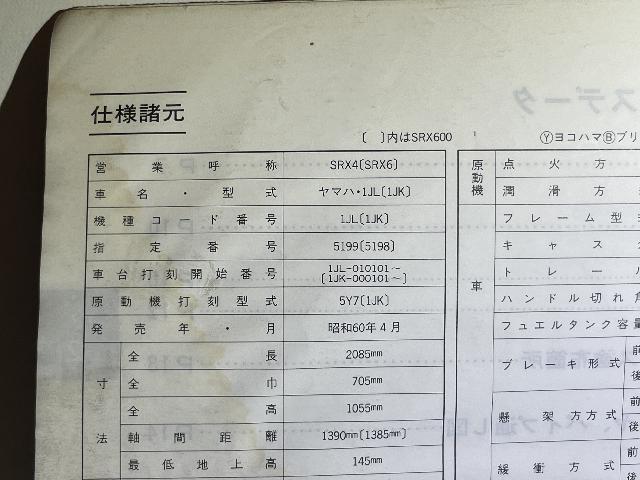 仕様諸元
〔 〕内はSRX600
Ⓨヨコハマ Ⓑブリ
営業呼称 SRX4〔SRX6〕
車名・型式 ヤマハ・1JL〔1JK〕
機種コード番号 1JL〔1JK〕
指定番号 5199〔5198〕
車台打刻開始番号 1JL-010101~
〔1JK-000101~〕
原動機打刻型式 5Y7〔1JK〕
発売年・月 昭和60年4月
寸法
全長 2085mm
全巾 705mm
全高 1055mm
軸間距離 1390mm〔1385mm〕
最低地上高 145mm
原動機
点火方
潤滑方
車
フレーム型
キャス
トレー
ハンドル切れ角
フュエルタンク容量
ブレーキ形式 前
後
懸架方方式 前
後
緩衝方式 前